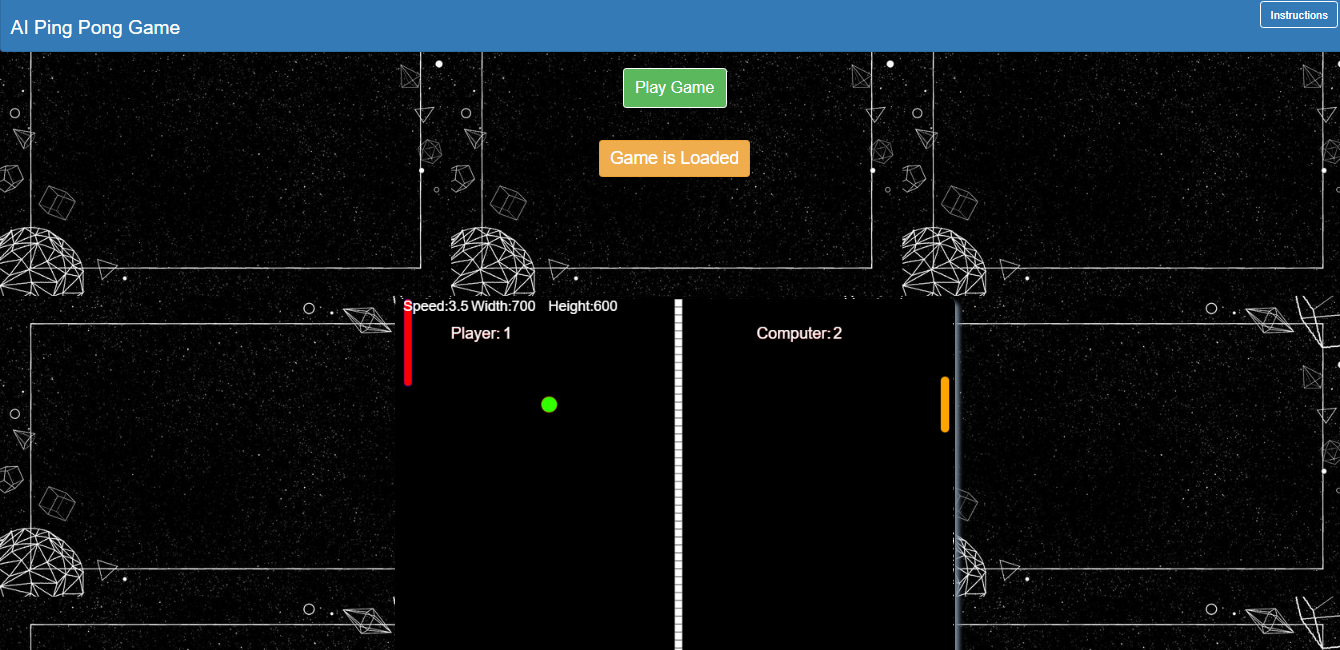 AI Ping Pong Game
Instructions
Play Game
Game is Loaded
Speed:3.5 Width:700 Height:600
Player: 1 Computer: 2